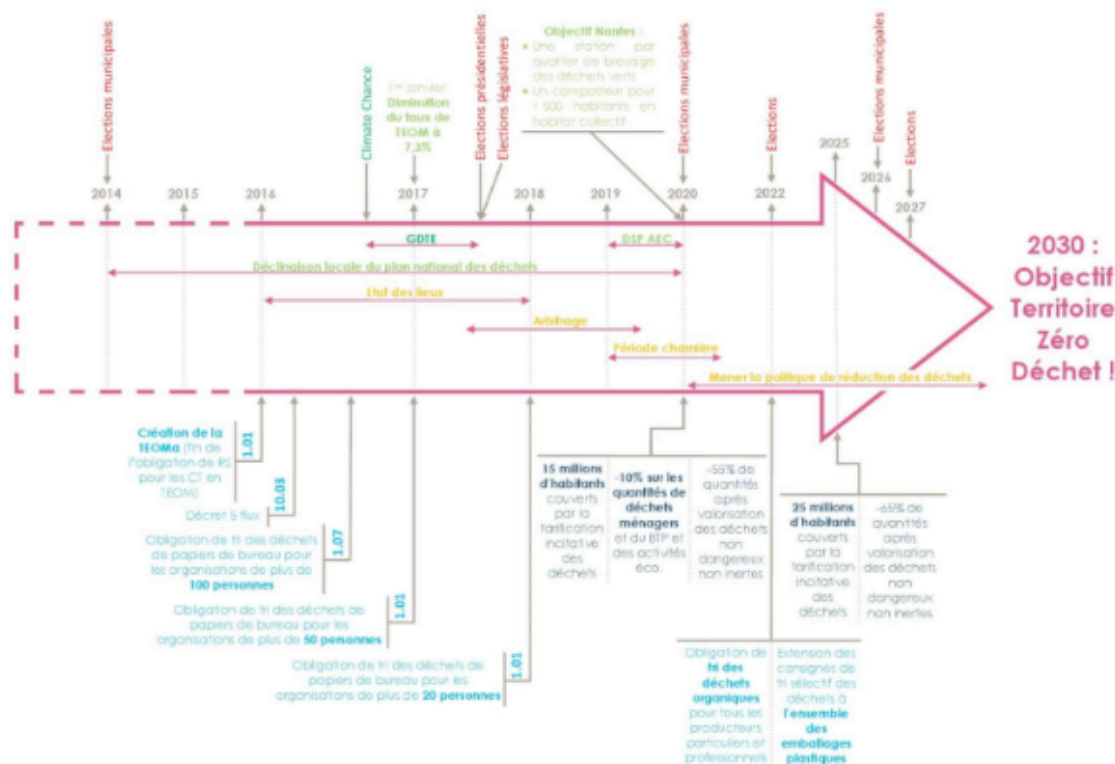 Elections municipales
Climate Chance
1er janvier
Diminution
du taux de
TEOM à
7,3%
Elections présidentielles
Elections législatives
Objectif Nantes :
• Une station par
quartier de broyage
des déchets verts
• Un composteur pour
1 500 habitants en
habitat collectif
Elections municipales
Elections
Elections municipales
Elections
2014
2015
2016
2017
2018
2019
2020
2022
2025
2026
2027
GDTE
DSP AEC
Déclinaison locale du plan national des déchets
Etat des lieux
Arbitrage
Période charnière
Mener la politique de réduction des déchets
2030 :
Objectif
Territoire
Zéro
Déchet !
Création de la
TEOMa (fin de
l'obligation de RS
pour les CT en
TEOM)
1.01
Décret 5 flux
10.03
Obligation de tri des déchets
de papiers de bureau pour
les organisations de plus de
100 personnes
1.07
Obligation de tri des déchets de
papiers de bureau pour les
organisations de plus de 50 personnes
1.01
Obligation de tri des déchets de
papiers de bureau pour les
organisations de plus de 20 personnes
1.01
15 millions
d'habitants
couverts
par la
tarification
incitative
des
déchets
-10% sur les
quantités de
déchets
ménagers
et du BTP et
des activités
éco.
-55% de
quantités
après
valorisation
des déchets
non
dangereux
non inertes
25 millions
d'habitants
couverts
par la
tarification
incitative
des
déchets
-65% de
quantités
après
valorisation
des déchets
non
dangereux
non inertes
Obligation de
tri des
déchets
organiques
pour tous les
producteurs
particuliers et
professionnels
Extension des
consignes de
tri sélectif des
déchets à
l'ensemble
des
emballages
plastiques